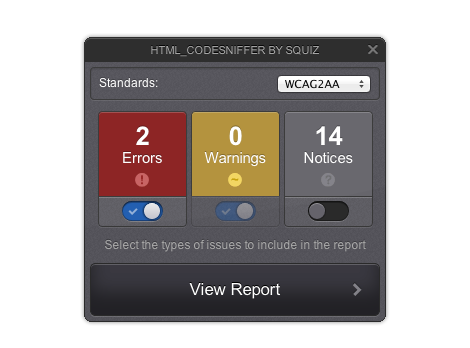 HTML_CODESNIFFER BY SQUIZ
Standards: WCAG2AA
2 0 14
Errors Warnings Notices
! ~ ?
Select the types of issues to include in the report
View Report